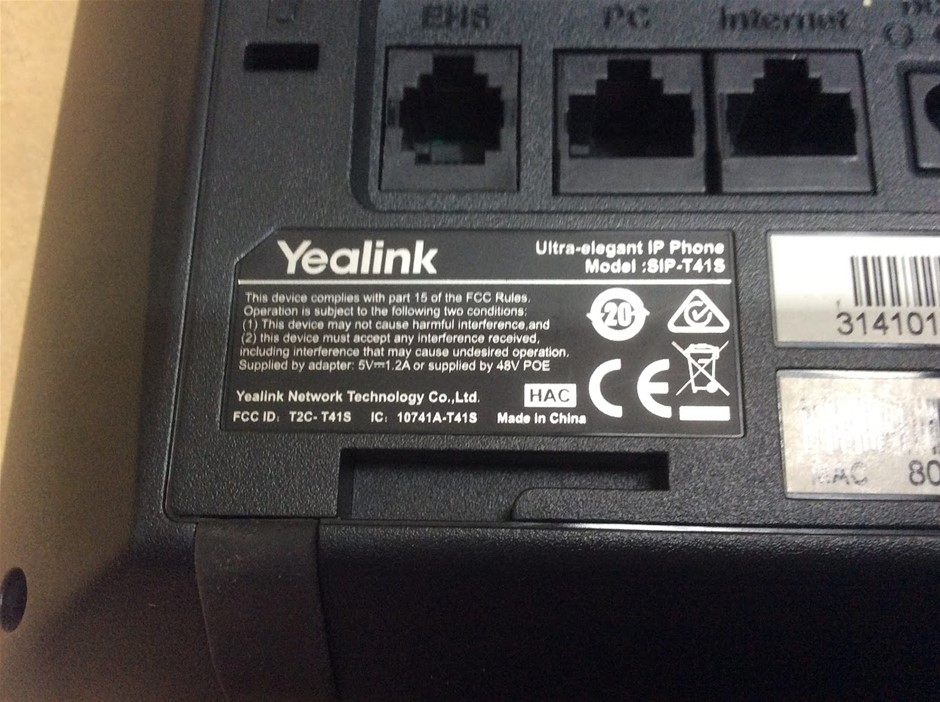 EHS
PC
Internet
Yealink
Ultra-elegant IP Phone
Model :SIP-T41S
This device complies with part 15 of the FCC Rules.
Operation is subject to the following two conditions:
(1) This device may not cause harmful interference,and
(2) this device must accept any interference received,
including interference that may cause undesired operation.
Supplied by adapter: 5V⎓1.2A or supplied by 48V POE
20
Yealink Network Technology Co.,Ltd.
HAC
CE
FCC ID: T2C- T41S IC: 10741A-T41S Made in China
314101
MAC 80